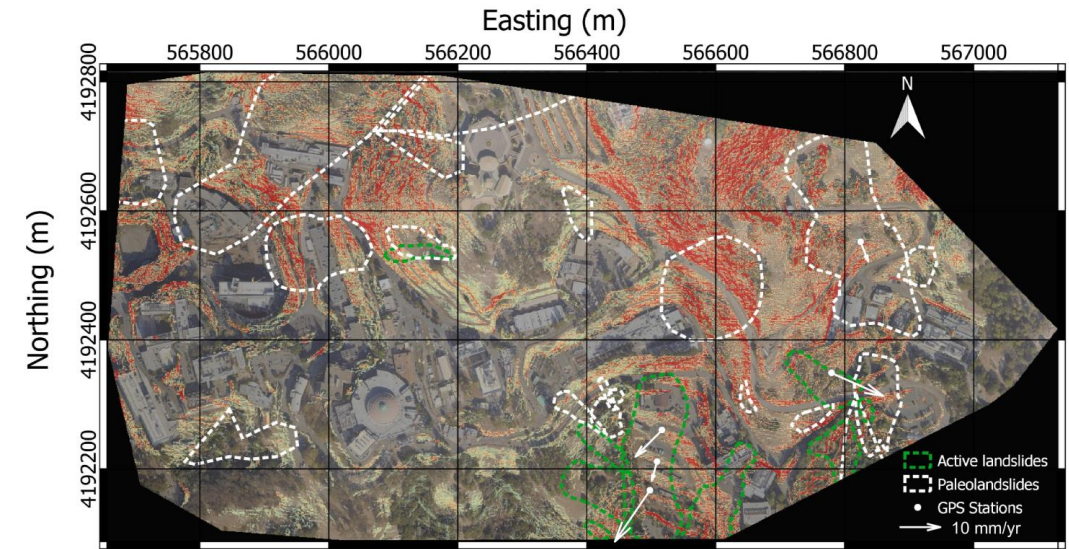 Easting (m)
565800 566000 566200 566400 566600 566800 567000
Northing (m)
4192800
4192600
4192400
4192200
N
Active landslides
Paleolandslides
GPS Stations
10 mm/yr